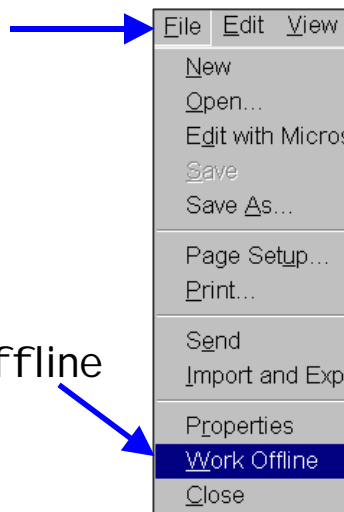 File Edit View
New
Open...
Edit with Micros
Save
Save As...
Page Setup...
Print...
Send
ffline
Import and Exp
Properties
Work Offline
Close